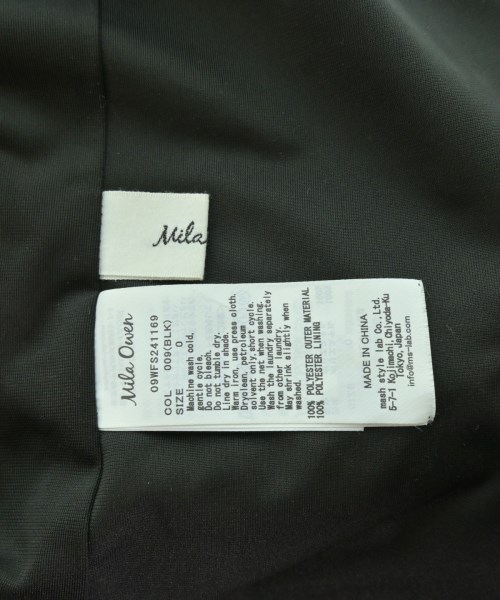 Mila
Mila Owen
09WFS241169
COL 009(BLK)
SIZE 0
Machine wash cold,
gentle cycle.
Do not bleach.
Do not tumble dry.
Line dry in shade.
Warm iron, use press cloth.
Dryclean, petroleum
solvent only, short cycle.
Use the net when washing.
Wash the laundry separately
from other laundry.
May shrink slightly when
washed.
100% POLYESTER OUTER MATERIAL
100% POLYESTER LINING
MADE IN CHINA
mash style lab Co., Ltd.
5-7-1 Kojimachi, Chiyoda-Ku
Tokyo, Japan
info@ms-lab.com